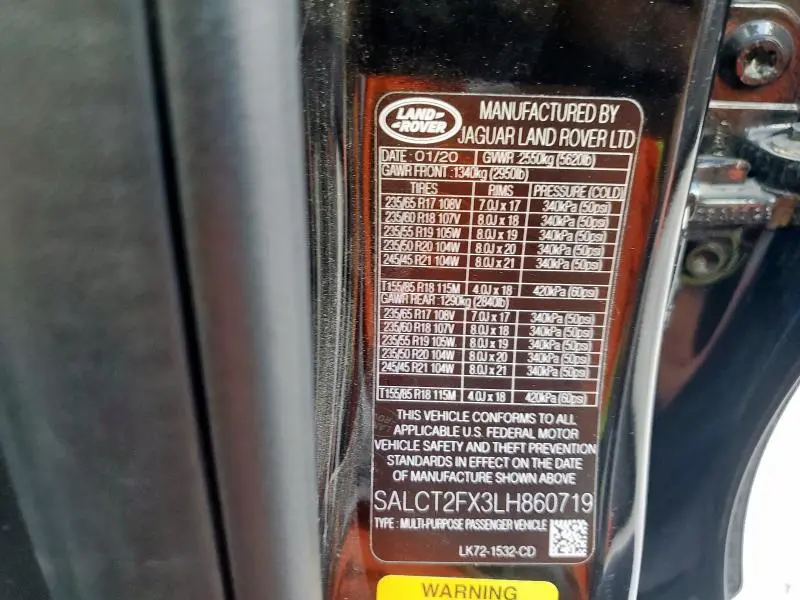 LAND-
ROVER
MANUFACTURED BY
JAGUAR LAND ROVER LTD
DATE : 01/20 GVWR :2550kg (5620lb)
GAWR FRONT :1340kg (2950lb)
TIRES RIMS PRESSURE (COLD)
235/65 R17 108V 7.0J x 17 340kPa (50psi)
235/60 R18 107V 8.0J x 18 340kPa (50psi)
235/55 R19 105W 8.0J x 19 340kPa (50psi)
235/50 R20 104W 8.0J x 20 340kPa (50psi)
245/45 R21 104W 8.0J x 21 340kPa (50psi)
T155/85 R18 115M 4.0J x 18 420kPa (60psi)
GAWR REAR :1290kg (2840lb)
235/65 R17 108V 7.0J x 17 340kPa (50psi)
235/60 R18 107V 8.0J x 18 340kPa (50psi)
235/55 R19 105W 8.0J x 19 340kPa (50psi)
235/50 R20 104W 8.0J x 20 340kPa (50psi)
245/45 R21 104W 8.0J x 21 340kPa (50psi)
T155/85 R18 115M 4.0J x 18 420kPa (60psi)
THIS VEHICLE CONFORMS TO ALL
APPLICABLE U.S. FEDERAL MOTOR
VEHICLE SAFETY AND THEFT PREVENTION
STANDARDS IN EFFECT ON THE DATE
OF MANUFACTURE SHOWN ABOVE
SALCT2FX3LH860719
TYPE : MULTI-PURPOSE PASSENGER VEHICLE
LK72-1532-CD
WARNING